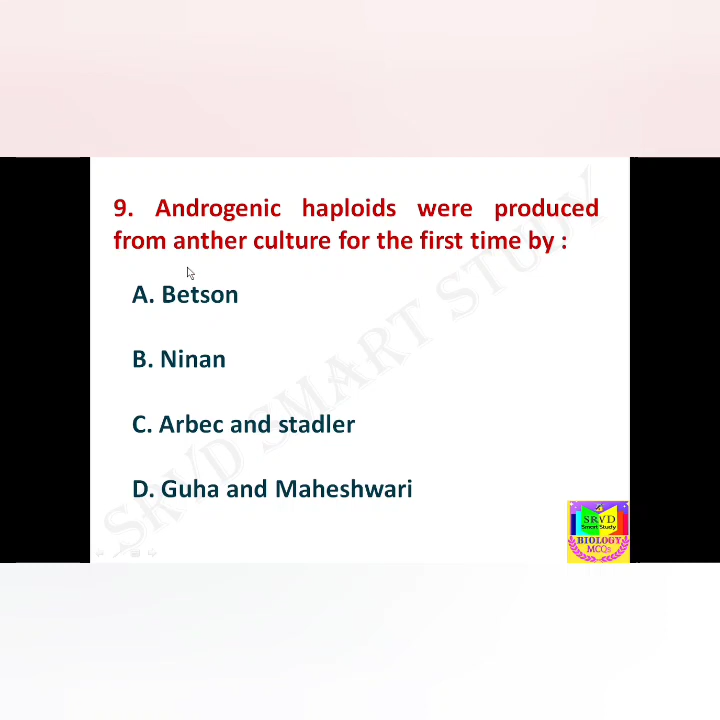 9. Androgenic haploids were produced
from anther culture for the first time by :
A. Betson
B. Ninan
C. Arbec and stadler
D. Guha and Maheshwari
SRVD SMART STUDY
SRVD
Smart Study
BIOLOGY
MCQs